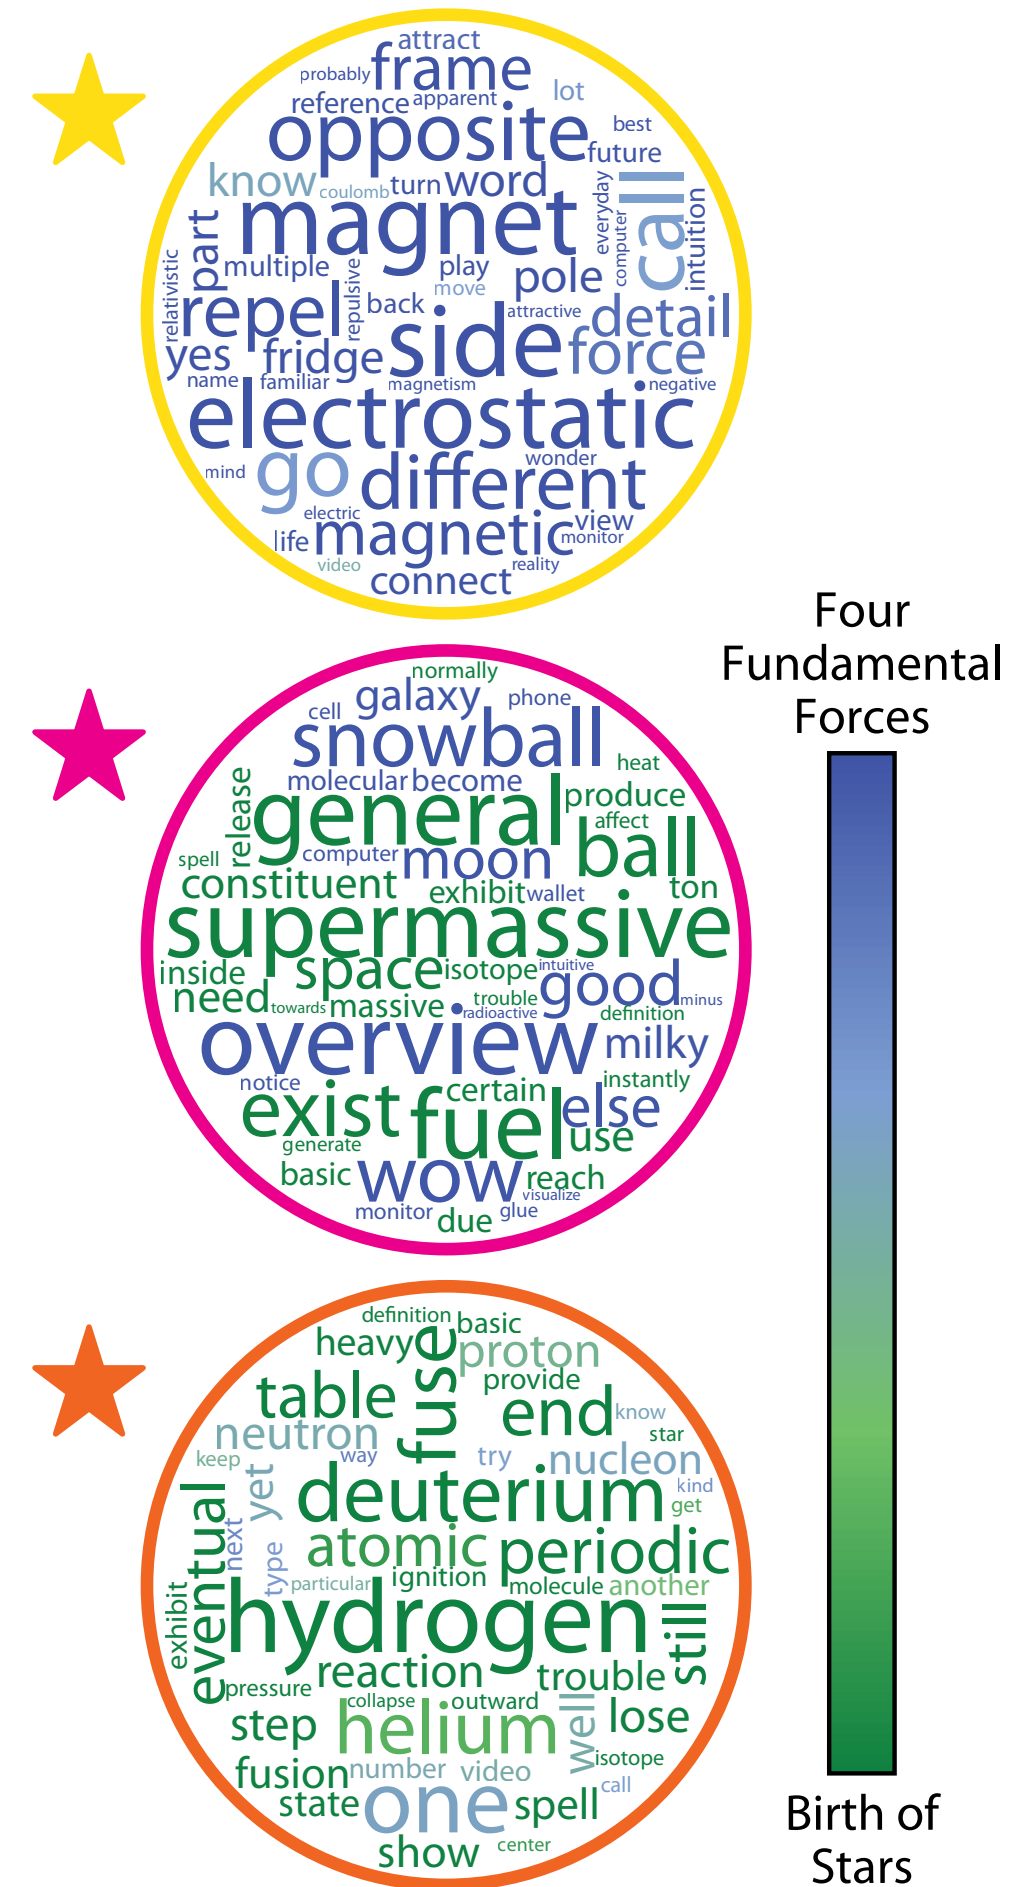 attract
frame
probably
lot
reference
apparent
opposite
best
future
know
coulomb
turn
word
everyday
call
computer
intuition
magnet
part
multiple
play
pole
move
relativistic
repel
repulsive
back
attractive
detail
side
force
yes
fridge
name
familiar
magnetism
negative
electrostatic
wonder
mind
go
different
electric
view
life
magnetic
monitor
video
reality
connect
Four
Fundamental
Forces
normally
galaxy
phone
cell
snowball
heat
molecular
become
release
general
produce
affect
ball
spell
computer
moon
constituent
exhibit
wallet
ton
supermassive
inside
space
isotope
intuitive
good
need
towards
massive
trouble
minus
radioactive
definition
overview
milky
notice
certain
instantly
exist
fuel
else
generate
use
basic
wow
reach
visualize
monitor
due
glue
definition
basic
heavy
fuse
proton
table
provide
end
know
neutron
star
keep
way
try
nucleon
yet
deuterium
kind
get
eventual
next
type
atomic
periodic
particular
ignition
molecule
another
exhibit
hydrogen
still
reaction
trouble
pressure
collapse
outward
step
helium
well
lose
isotope
fusion
number
video
call
state
one
spell
show
center
Birth of
Stars